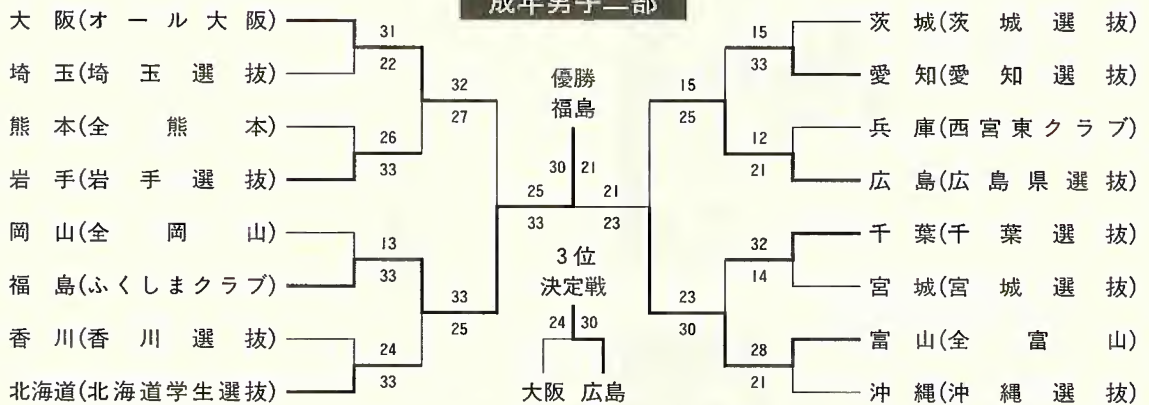 成年男子二部
大阪(オール大阪)
31
22
埼玉(埼玉選抜)
32
27
熊本(全熊本)
26
33
岩手(岩手選抜)
25
33
岡山(全岡山)
13
33
福島(ふくしまクラブ)
33
25
香川(香川選抜)
24
33
北海道(北海道学生選抜)
優勝
福島
30 21
3位
決定戦
24 30
大阪 広島
茨城(茨城選抜)
15
33
愛知(愛知選抜)
15
25
兵庫(西宮東クラブ)
12
21
広島(広島県選抜)
21
23
千葉(千葉選抜)
32
14
宮城(宮城選抜)
23
30
富山(全富山)
28
21
沖縄(沖縄選抜)